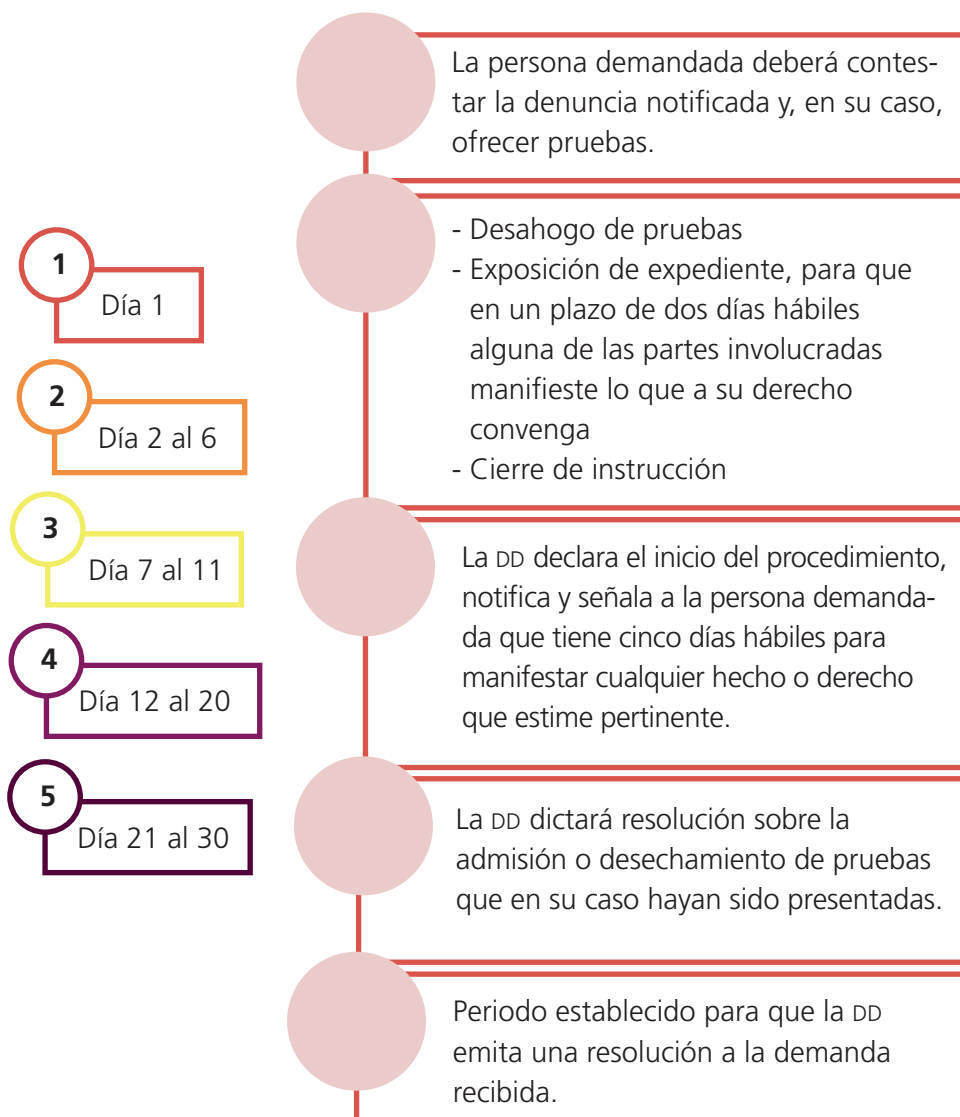 1
Día 1
2
Día 2 al 6
3
Día 7 al 11
4
Día 12 al 20
5
Día 21 al 30
La persona demandada deberá contes-
tar la denuncia notificada y, en su caso,
ofrecer pruebas.
- Desahogo de pruebas
- Exposición de expediente, para que
en un plazo de dos días hábiles
alguna de las partes involucradas
manifieste lo que a su derecho
convenga
- Cierre de instrucción
La DD declara el inicio del procedimiento,
notifica y señala a la persona demanda-
da que tiene cinco días hábiles para
manifestar cualquier hecho o derecho
que estime pertinente.
La DD dictará resolución sobre la
admisión o desechamiento de pruebas
que en su caso hayan sido presentadas.
Periodo establecido para que la DD
emita una resolución a la demanda
recibida.